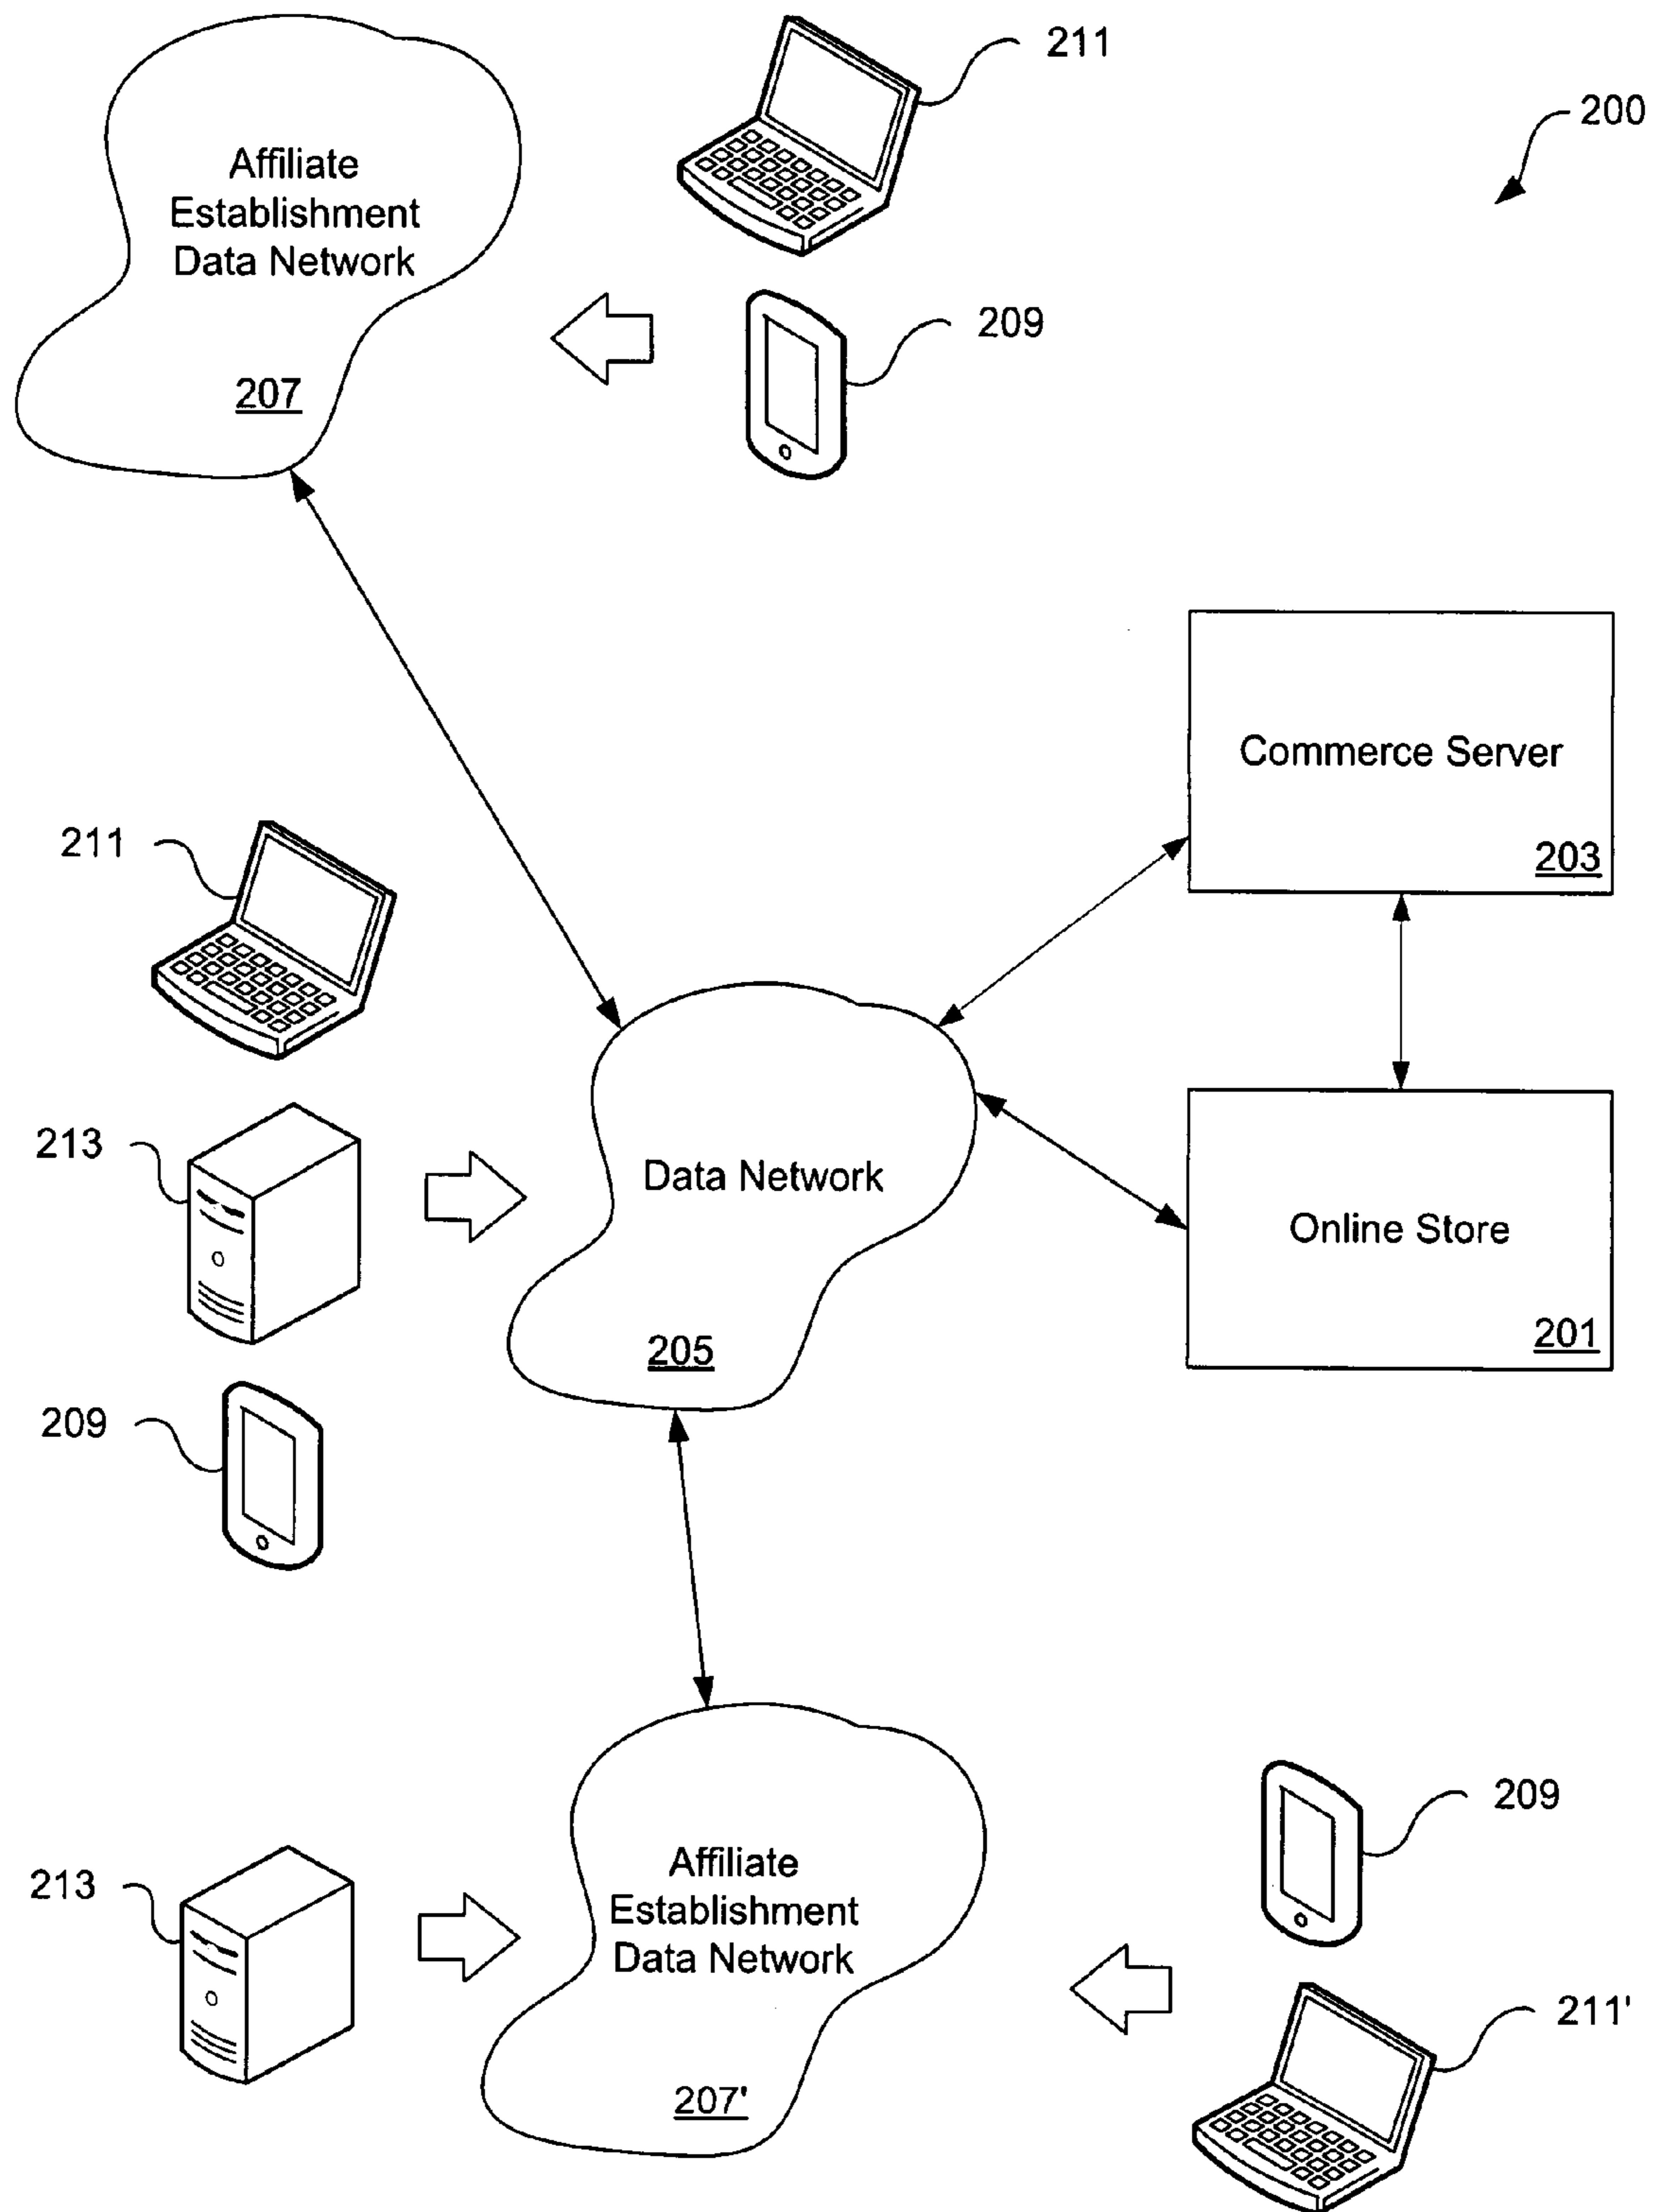 211
200
Affiliate
Establishment
Data Network
209
207
Commerce Server
203
211
213
Data Network
Online Store
205
201
209
209
Affiliate
Establishment
Data Network
213
211'
207'